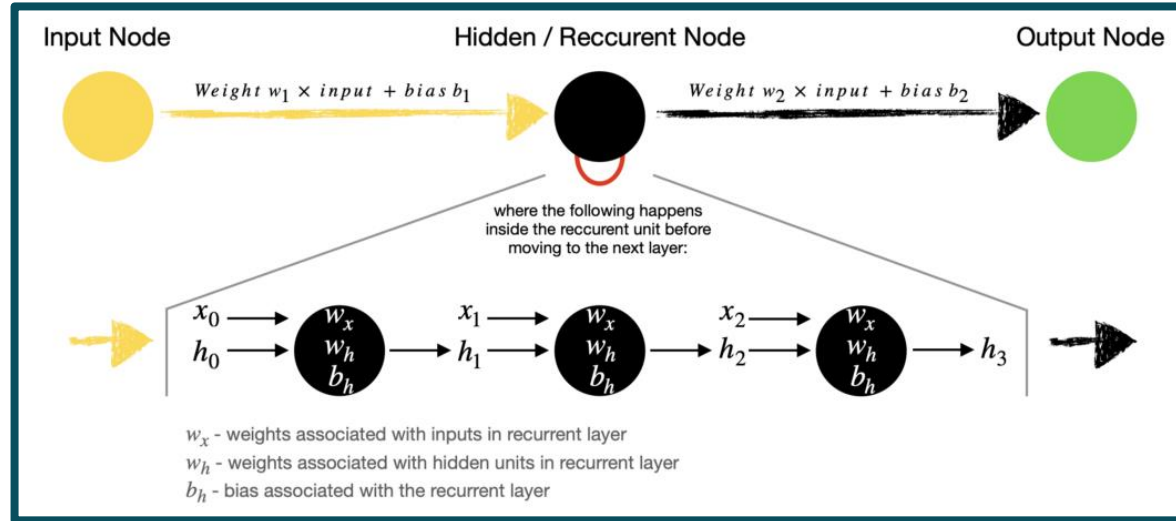 Input Node
Hidden / Reccurent Node
Output Node
Weight w₁ × input + bias b₁
Weight w₂ × input + bias b₂
where the following happens
inside the reccurent unit before
moving to the next layer:
x₀ wₓ x₁ wₓ x₂ wₓ
h₀ wₕ h₁ wₕ h₂ wₕ h₃
bₕ bₕ bₕ
wₓ - weights associated with inputs in recurrent layer
wₕ - weights associated with hidden units in recurrent layer
bₕ - bias associated with the recurrent layer